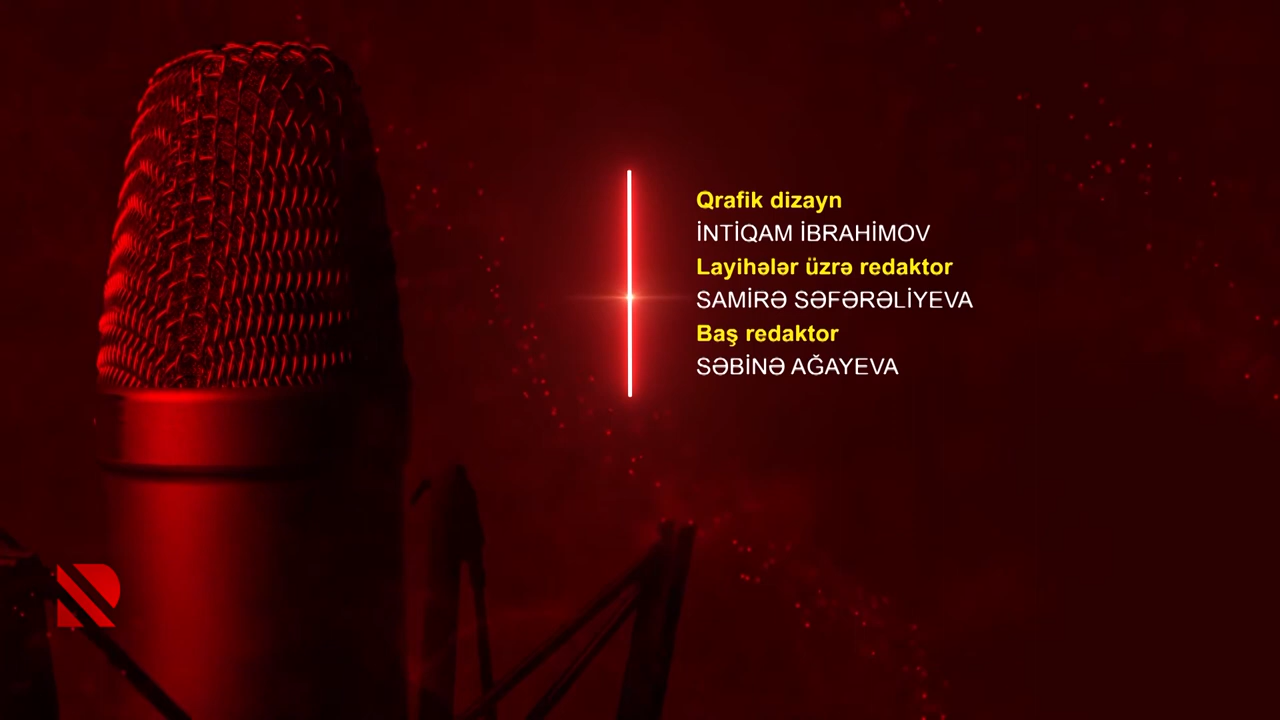 Qrafik dizayn
İNTİQAM İBRAHİMOV
Layihələr üzrə redaktor
SAMİRƏ SƏFƏRƏLİYEVA
Baş redaktor
SƏBİNƏ AĞAYEVA